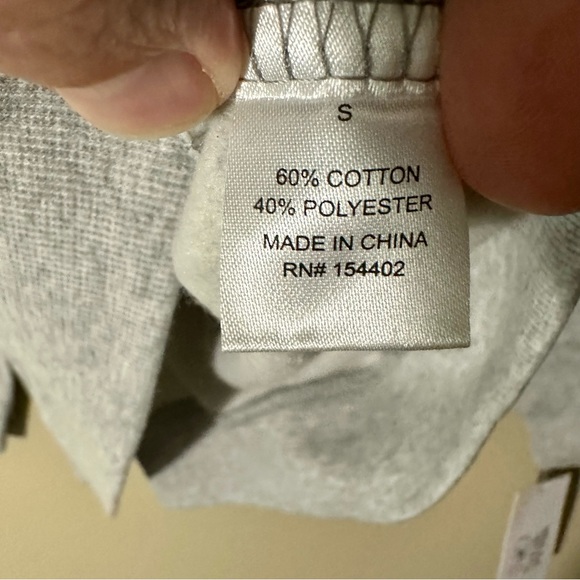 S
60% COTTON
40% POLYESTER
MADE IN CHINA
RN# 154402